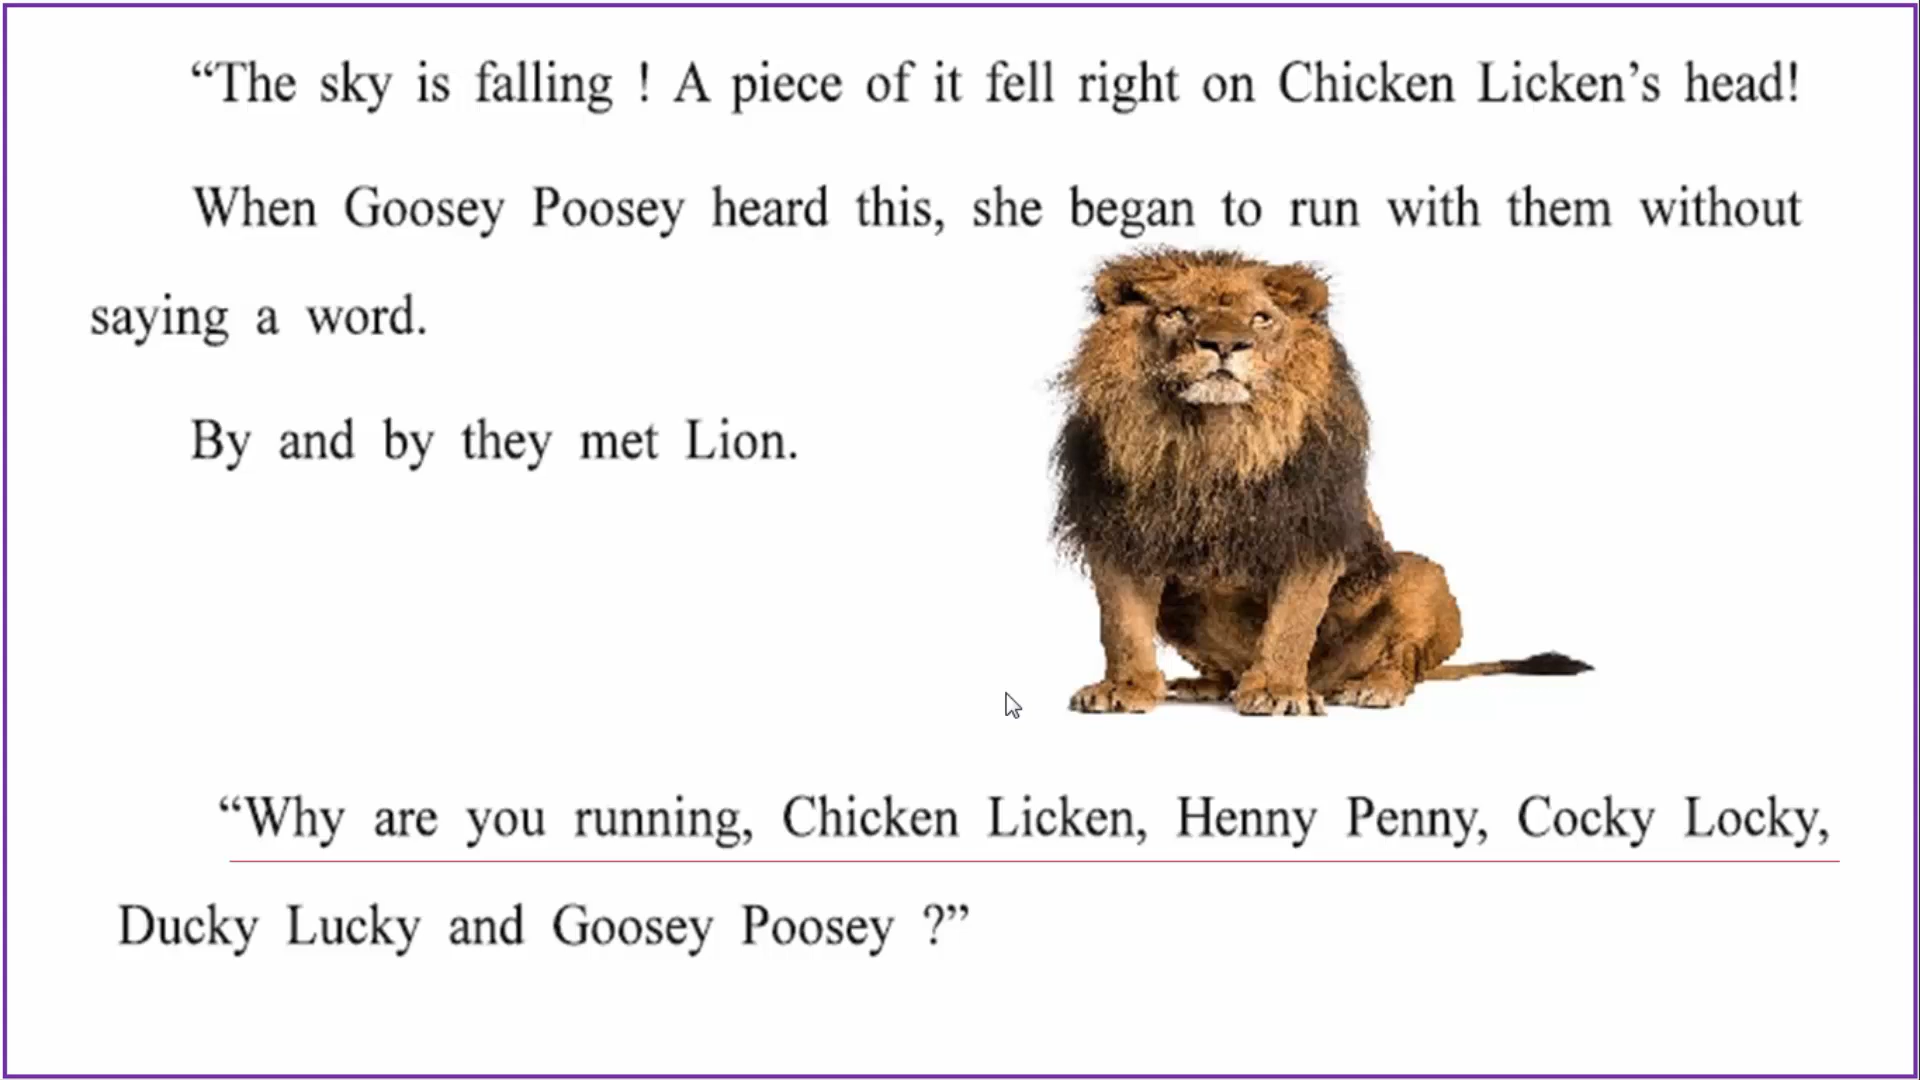 “The sky is falling ! A piece of it fell right on Chicken Licken’s head!
When Goosey Poosey heard this, she began to run with them without
saying a word.
By and by they met Lion.
“Why are you running, Chicken Licken, Henny Penny, Cocky Locky,
Ducky Lucky and Goosey Poosey ?”